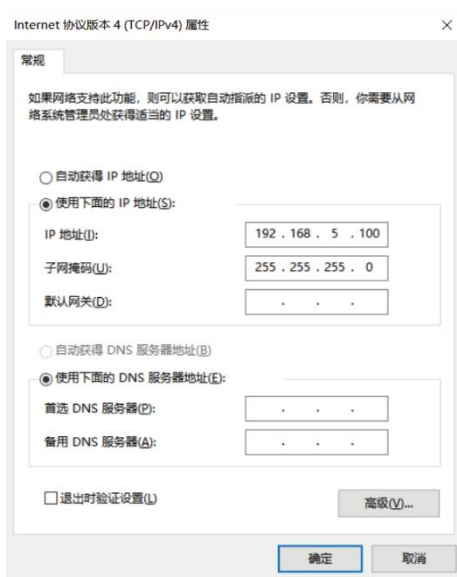 Internet 协议版本 4 (TCP/IPv4) 属性
常规
如果网络支持此功能，则可以获取自动指派的 IP 设置。否则，你需要从网
络系统管理员处获得适当的 IP 设置。
自动获得 IP 地址(O)
使用下面的 IP 地址(S):
IP 地址(I): 192 . 168 . 5 . 100
子网掩码(U): 255 . 255 . 255 . 0
默认网关(D): . . .
自动获得 DNS 服务器地址(B)
使用下面的 DNS 服务器地址(E):
首选 DNS 服务器(P): . . .
备用 DNS 服务器(A): . . .
退出时验证设置(L)
高级(V)...
确定 取消